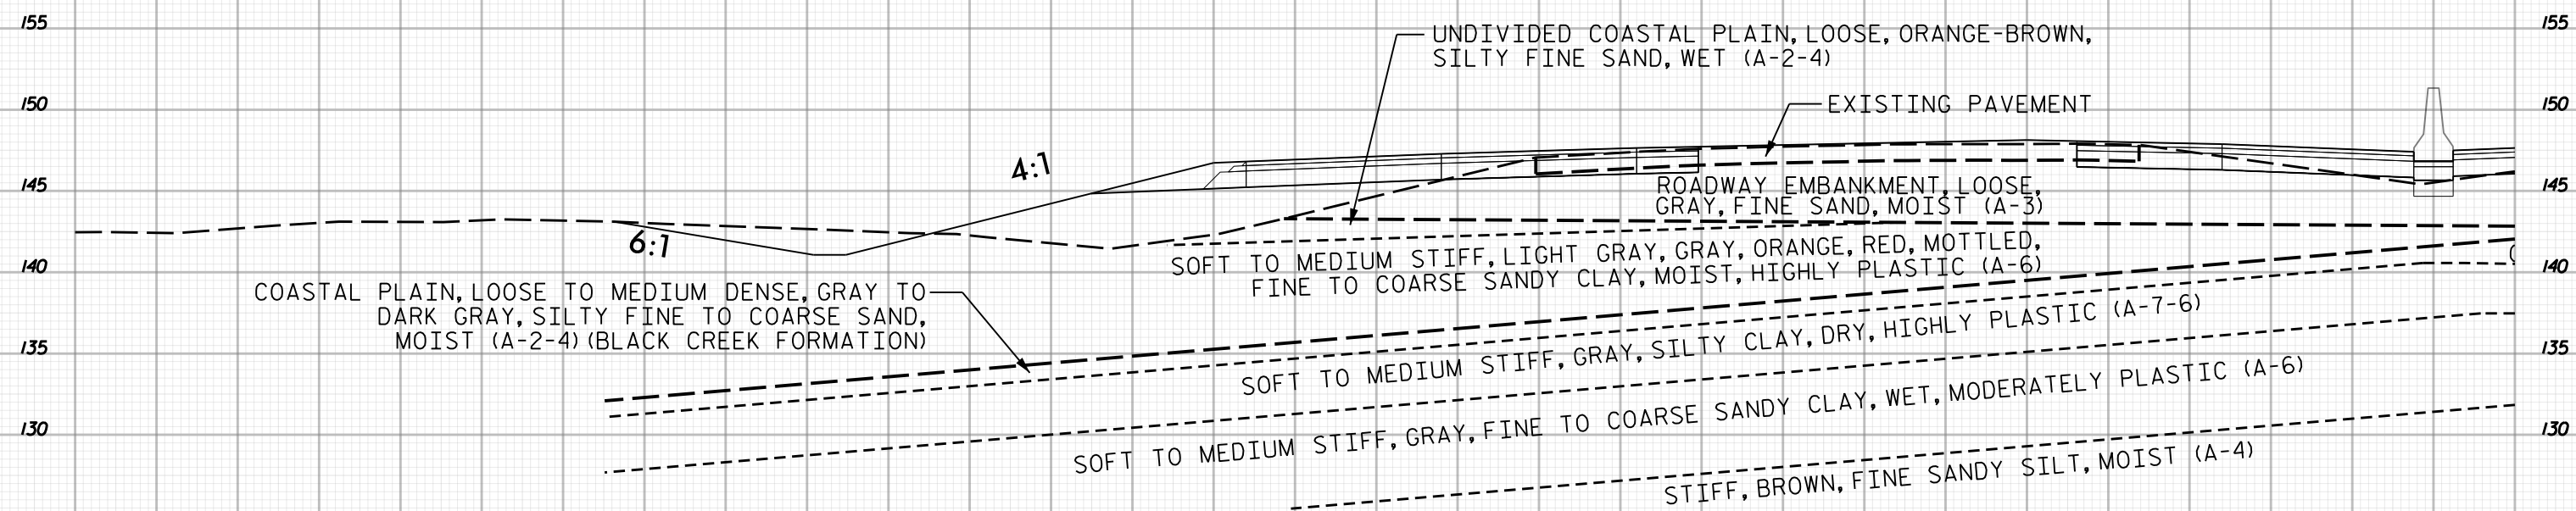 155
155
UNDIVIDED COASTAL PLAIN, LOOSE, ORANGE-BROWN,
SILTY FINE SAND, WET (A-2-4)
150
EXISTING PAVEMENT
150
4:1
145
ROADWAY EMBANKMENT, LOOSE,
GRAY, FINE SAND, MOIST (A-3)
145
6:1
140
SOFT TO MEDIUM STIFF, LIGHT GRAY, GRAY, ORANGE, RED, MOTTLED,
FINE TO COARSE SANDY CLAY, MOIST, HIGHLY PLASTIC (A-6)
140
COASTAL PLAIN, LOOSE TO MEDIUM DENSE, GRAY TO
DARK GRAY, SILTY FINE TO COARSE SAND,
MOIST (A-2-4) (BLACK CREEK FORMATION)
135
SOFT TO MEDIUM STIFF, GRAY, SILTY CLAY, DRY, HIGHLY PLASTIC (A-7-6)
135
130
SOFT TO MEDIUM STIFF, GRAY, FINE TO COARSE SANDY CLAY, WET, MODERATELY PLASTIC (A-6)
130
STIFF, BROWN, FINE SANDY SILT, MOIST (A-4)